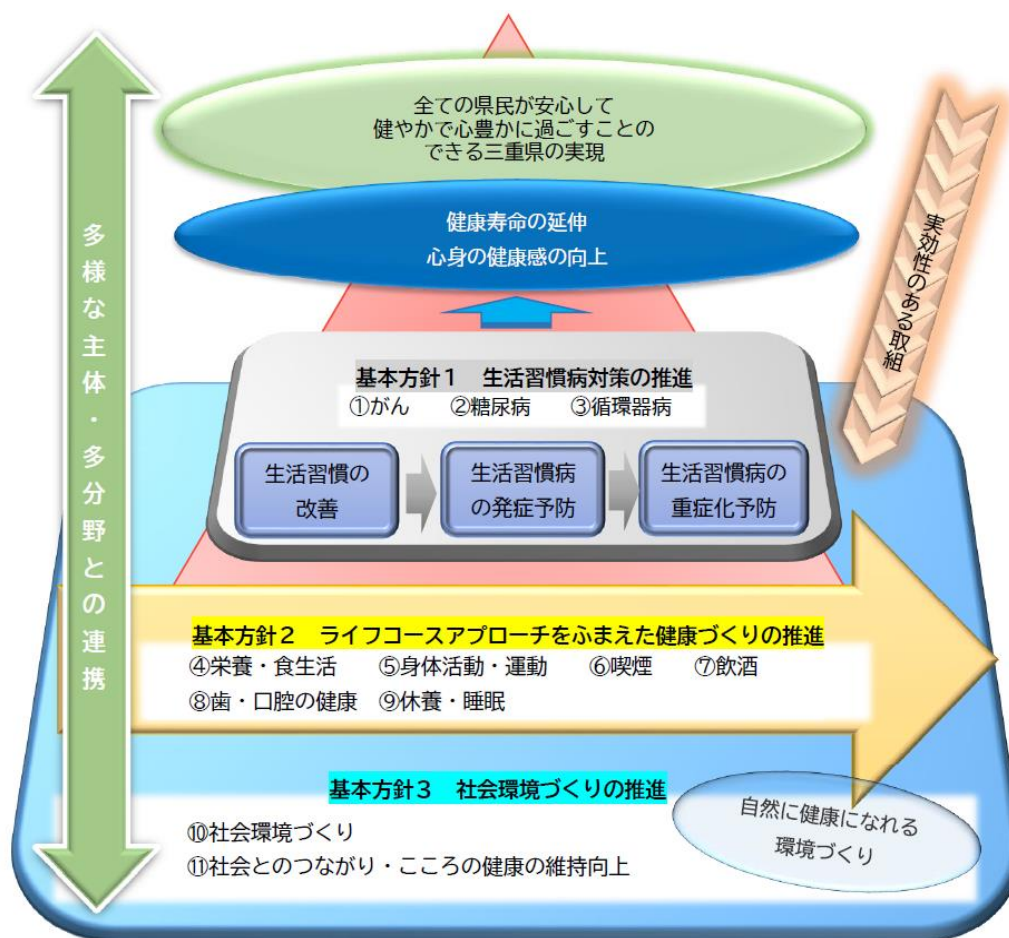 全ての県民が安心して
健やかで心豊かに過ごすことの
できる三重県の実現
健康寿命の延伸
心身の健康感の向上
多様な主体・多分野との連携
実効性のある取組
基本方針1　生活習慣病対策の推進
①がん　②糖尿病　③循環器病
生活習慣の
改善
生活習慣病
の発症予防
生活習慣病の
重症化予防
基本方針2　ライフコースアプローチをふまえた健康づくりの推進
④栄養・食生活　⑤身体活動・運動　⑥喫煙　⑦飲酒
⑧歯・口腔の健康　⑨休養・睡眠
基本方針3　社会環境づくりの推進
自然に健康になれる
環境づくり
⑩社会環境づくり
⑪社会とのつながり・こころの健康の維持向上